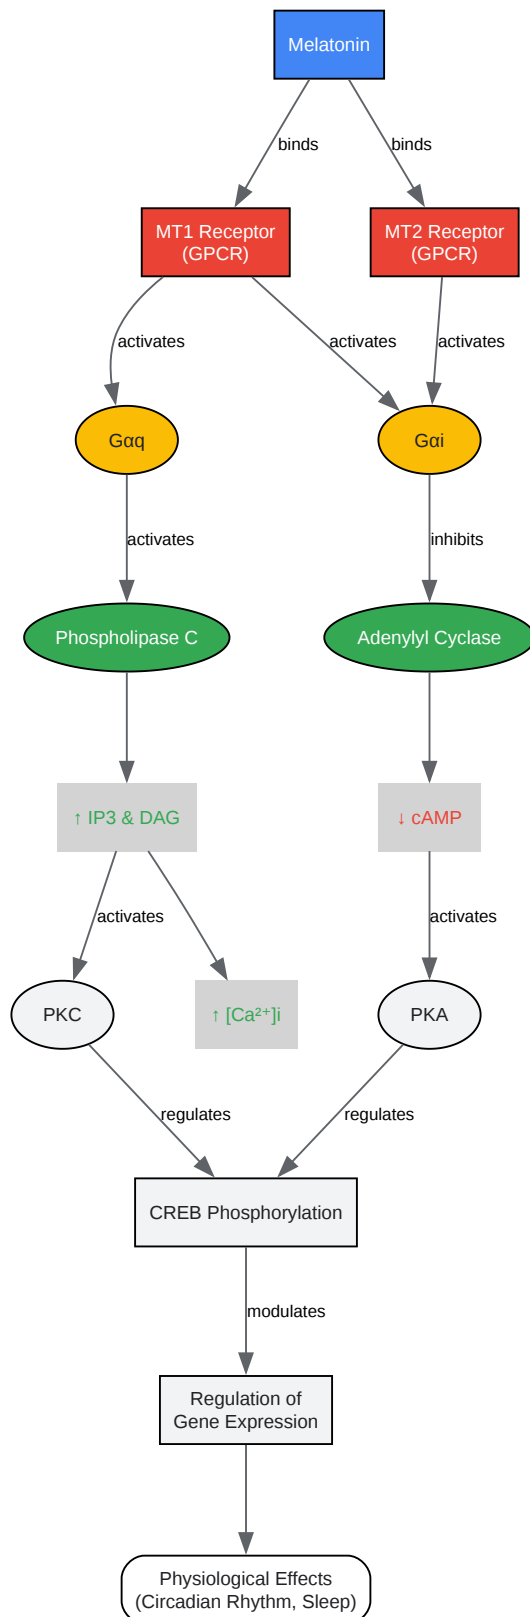 Melatonin
binds
binds
MT1 Receptor
(GPCR)
MT2 Receptor
(GPCR)
activates
activates
activates
Gαq
Gαi
activates
inhibits
Phospholipase C
Adenylyl Cyclase
↑ IP3 & DAG
↓ cAMP
activates
activates
PKC
↑ [Ca²⁺]i
PKA
regulates
regulates
CREB Phosphorylation
modulates
Regulation of
Gene Expression
Physiological Effects
(Circadian Rhythm, Sleep)